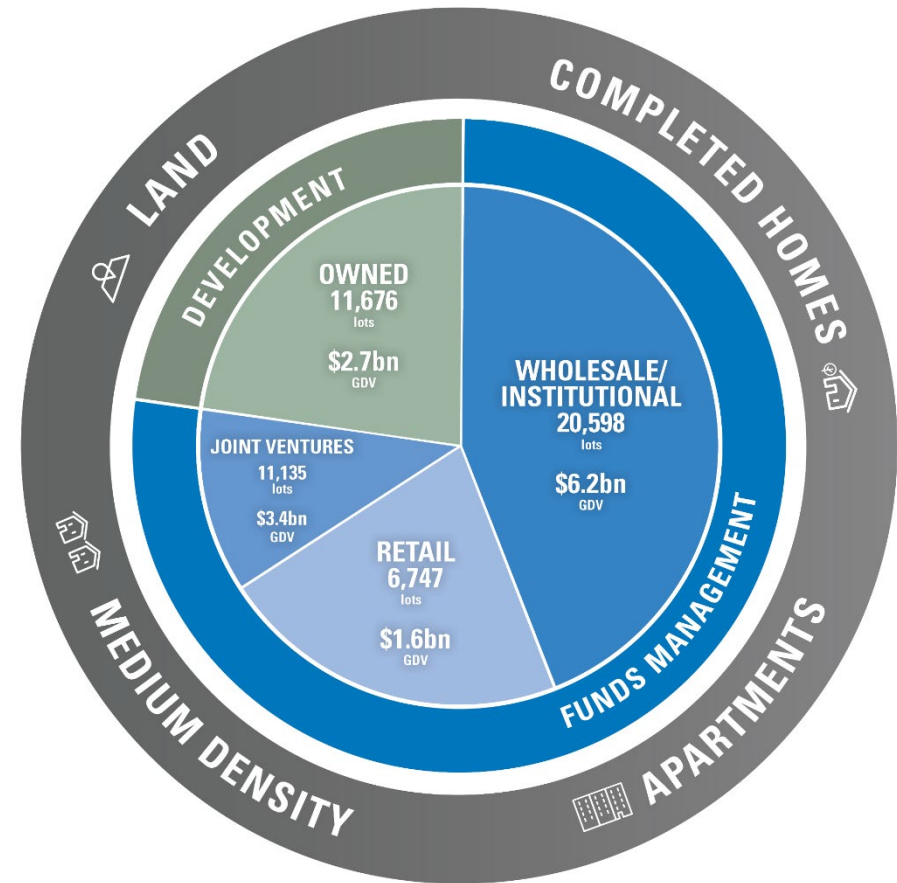 LAND
COMPLETED HOMES
DEVELOPMENT
OWNED
11,676
lots
$2.7bn
GDV
WHOLESALE/
INSTITUTIONAL
20,598
lots
$6.2bn
GDV
JOINT VENTURES
11,135
lots
$3.4bn
GDV
RETAIL
6,747
lots
$1.6bn
GDV
FUNDS MANAGEMENT
MEDIUM DENSITY
APARTMENTS